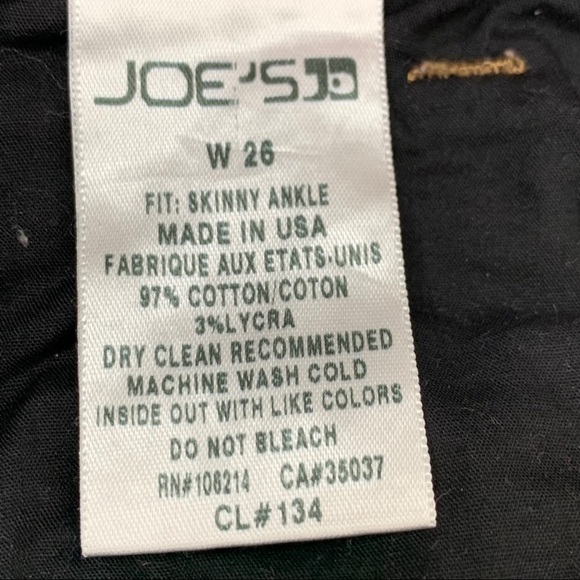 JOE'S
W 26
FIT: SKINNY ANKLE
MADE IN USA
FABRIQUE AUX ETATS-UNIS
97% COTTON/COTON
3%LYCRA
DRY CLEAN RECOMMENDED
MACHINE WASH COLD
INSIDE OUT WITH LIKE COLORS
DO NOT BLEACH
RN#106214 CA#35037
CL#134